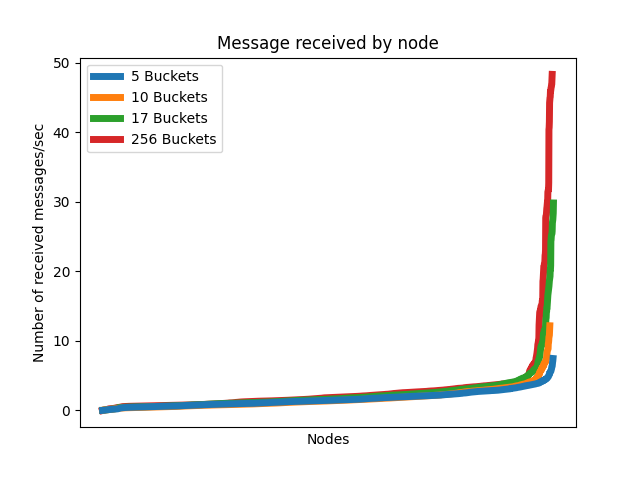 Message received by node
50
40
30
20
10
0
Number of received messages/sec
5 Buckets
10 Buckets
17 Buckets
256 Buckets
Nodes